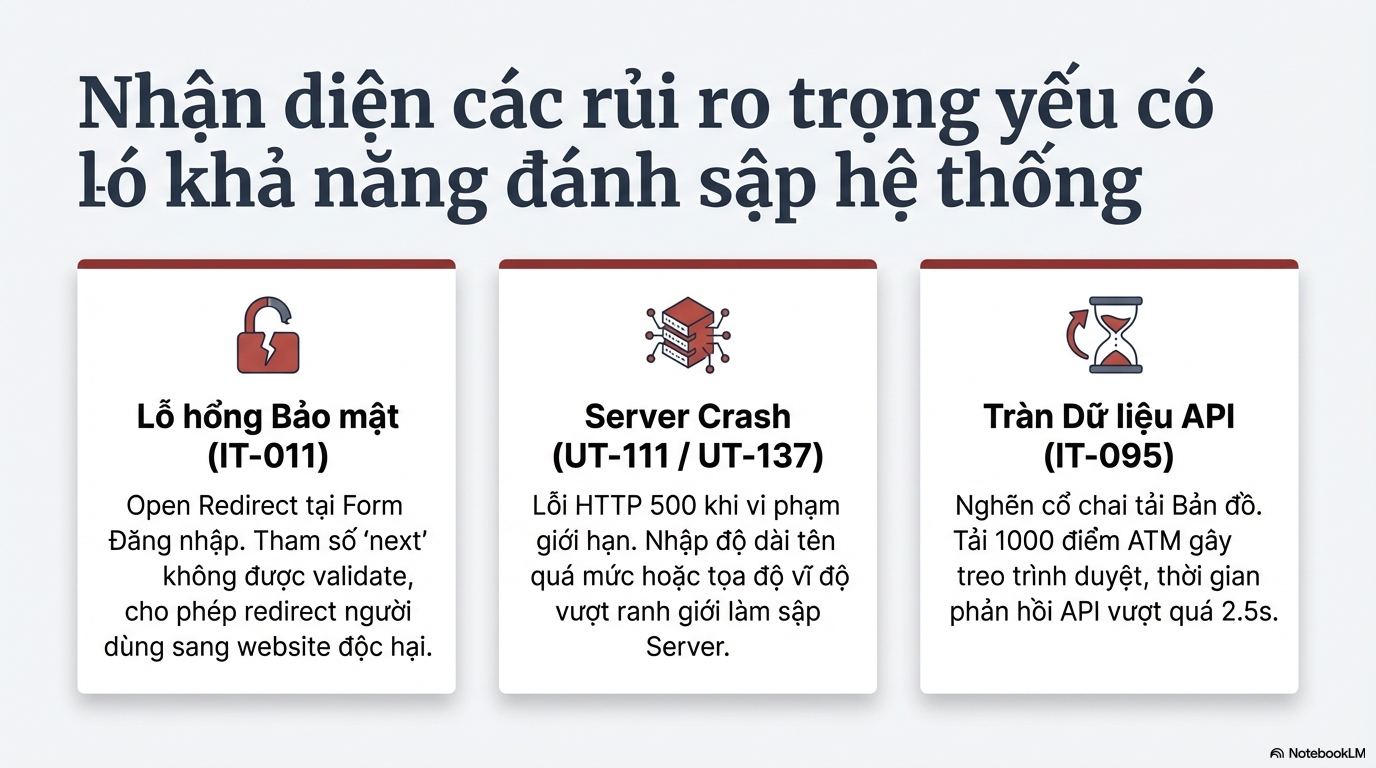 Nhận diện các rủi ro trọng yếu có
ló khả năng đánh sập hệ thống
Lỗ hổng Bảo mật
(IT-011)
Open Redirect tại Form
Đăng nhập. Tham số ‘next’
không được validate,
cho phép redirect người
dùng sang website độc hại.
Server Crash
(UT-111 / UT-137)
Lỗi HTTP 500 khi vi phạm
giới hạn. Nhập độ dài tên
quá mức hoặc tọa độ vĩ độ
vượt ranh giới làm sập
Server.
Tràn Dữ liệu API
(IT-095)
Nghẽn cổ chai tải Bản đồ.
Tải 1000 điểm ATM gây
treo trình duyệt, thời gian
phản hồi API vượt quá 2.5s.
NotebookLM